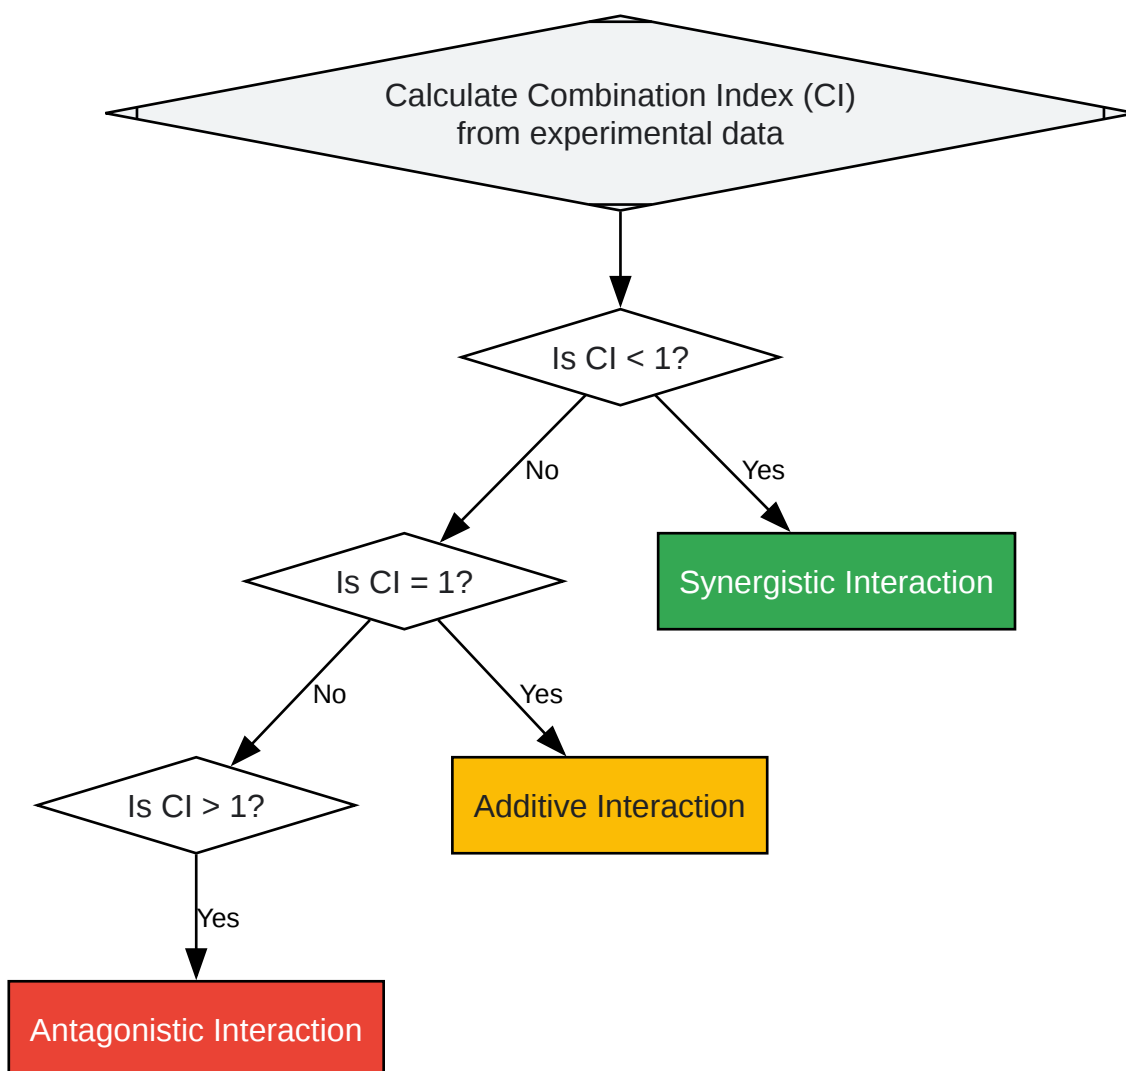 Calculate Combination Index (CI)
from experimental data
Is CI < 1?
No
Yes
Is CI = 1?
Synergistic Interaction
No
Yes
Is CI > 1?
Additive Interaction
Yes
Antagonistic Interaction